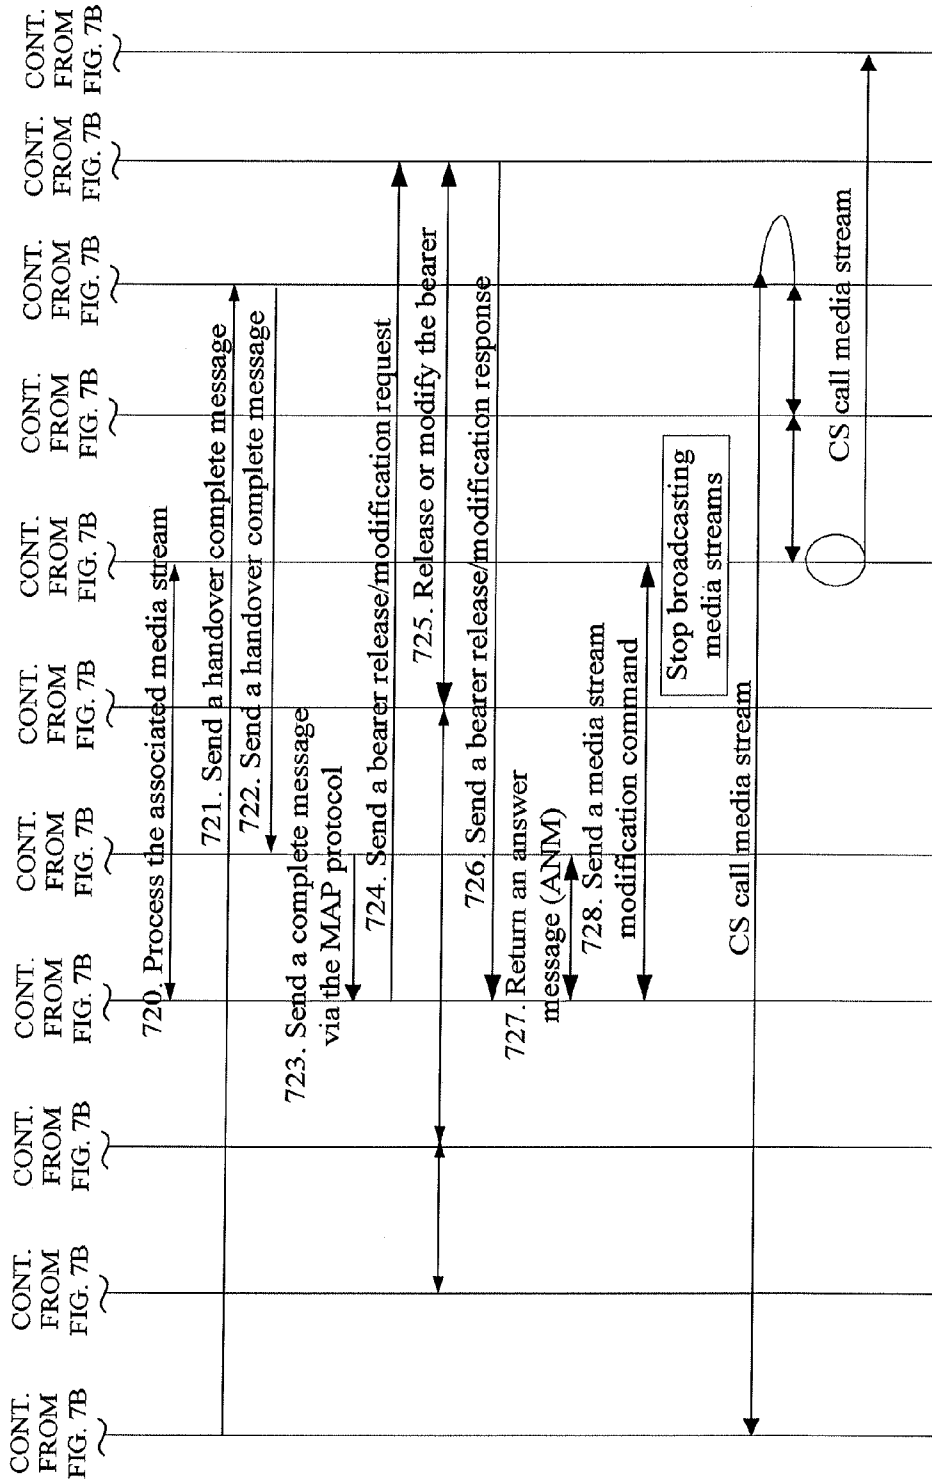 CONT.
FROM
FIG. 7B
CONT.
FROM
FIG. 7B
CONT.
FROM
FIG. 7B
CONT.
FROM
FIG. 7B
CONT.
FROM
FIG. 7B
CONT.
FROM
FIG. 7B
CONT.
FROM
FIG. 7B
CONT.
FROM
FIG. 7B
CONT.
FROM
FIG. 7B
CONT.
FROM
FIG. 7B
CONT.
FROM
FIG. 7B
720. Process the associated media stream
721. Send a handover complete message
722. Send a handover complete message
723. Send a complete message
via the MAP protocol
724. Send a bearer release/modification request
725. Release or modify the bearer
726. Send a bearer release/modification response
727. Return an answer
message (ANM)
728. Send a media stream
modification command
Stop broadcasting
media streams
CS call media stream
CS call media stream